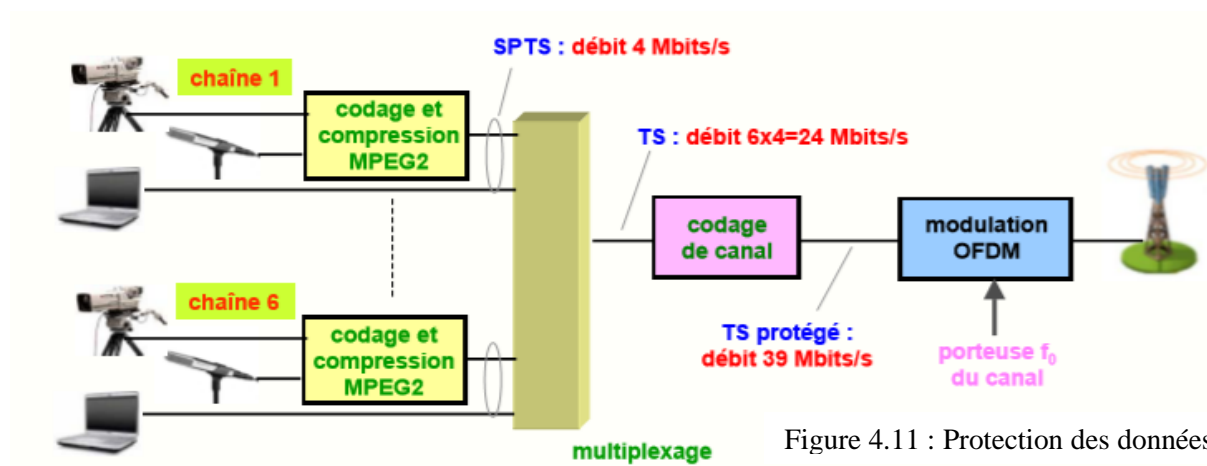 SPTS : débit 4 Mbits/s
chaîne 1
codage et
compression
MPEG2
TS : débit 6x4=24 Mbits/s
codage
de canal
modulation
OFDM
chaîne 6
codage et
compression
MPEG2
TS protégé :
débit 39 Mbits/s
porteuse f₀
du canal
multiplexage
Figure 4.11 : Protection des données